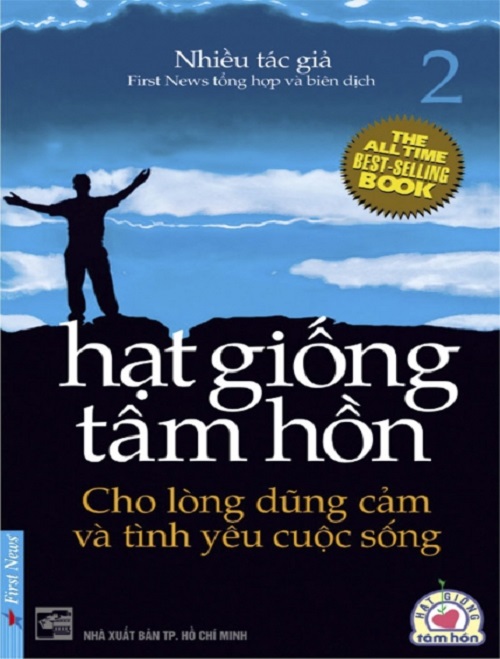 Nhiều tác giả
First News tổng hợp và biên dịch
2
THE
ALL TIME
BEST-SELLING
BOOK
hạt giống
tâm hồn
Cho lòng dũng cảm
và tình yêu cuộc sống
First News
NHÀ XUẤT BẢN TP. HỒ CHÍ MINH
HẠT GIỐNG
tâm hồn